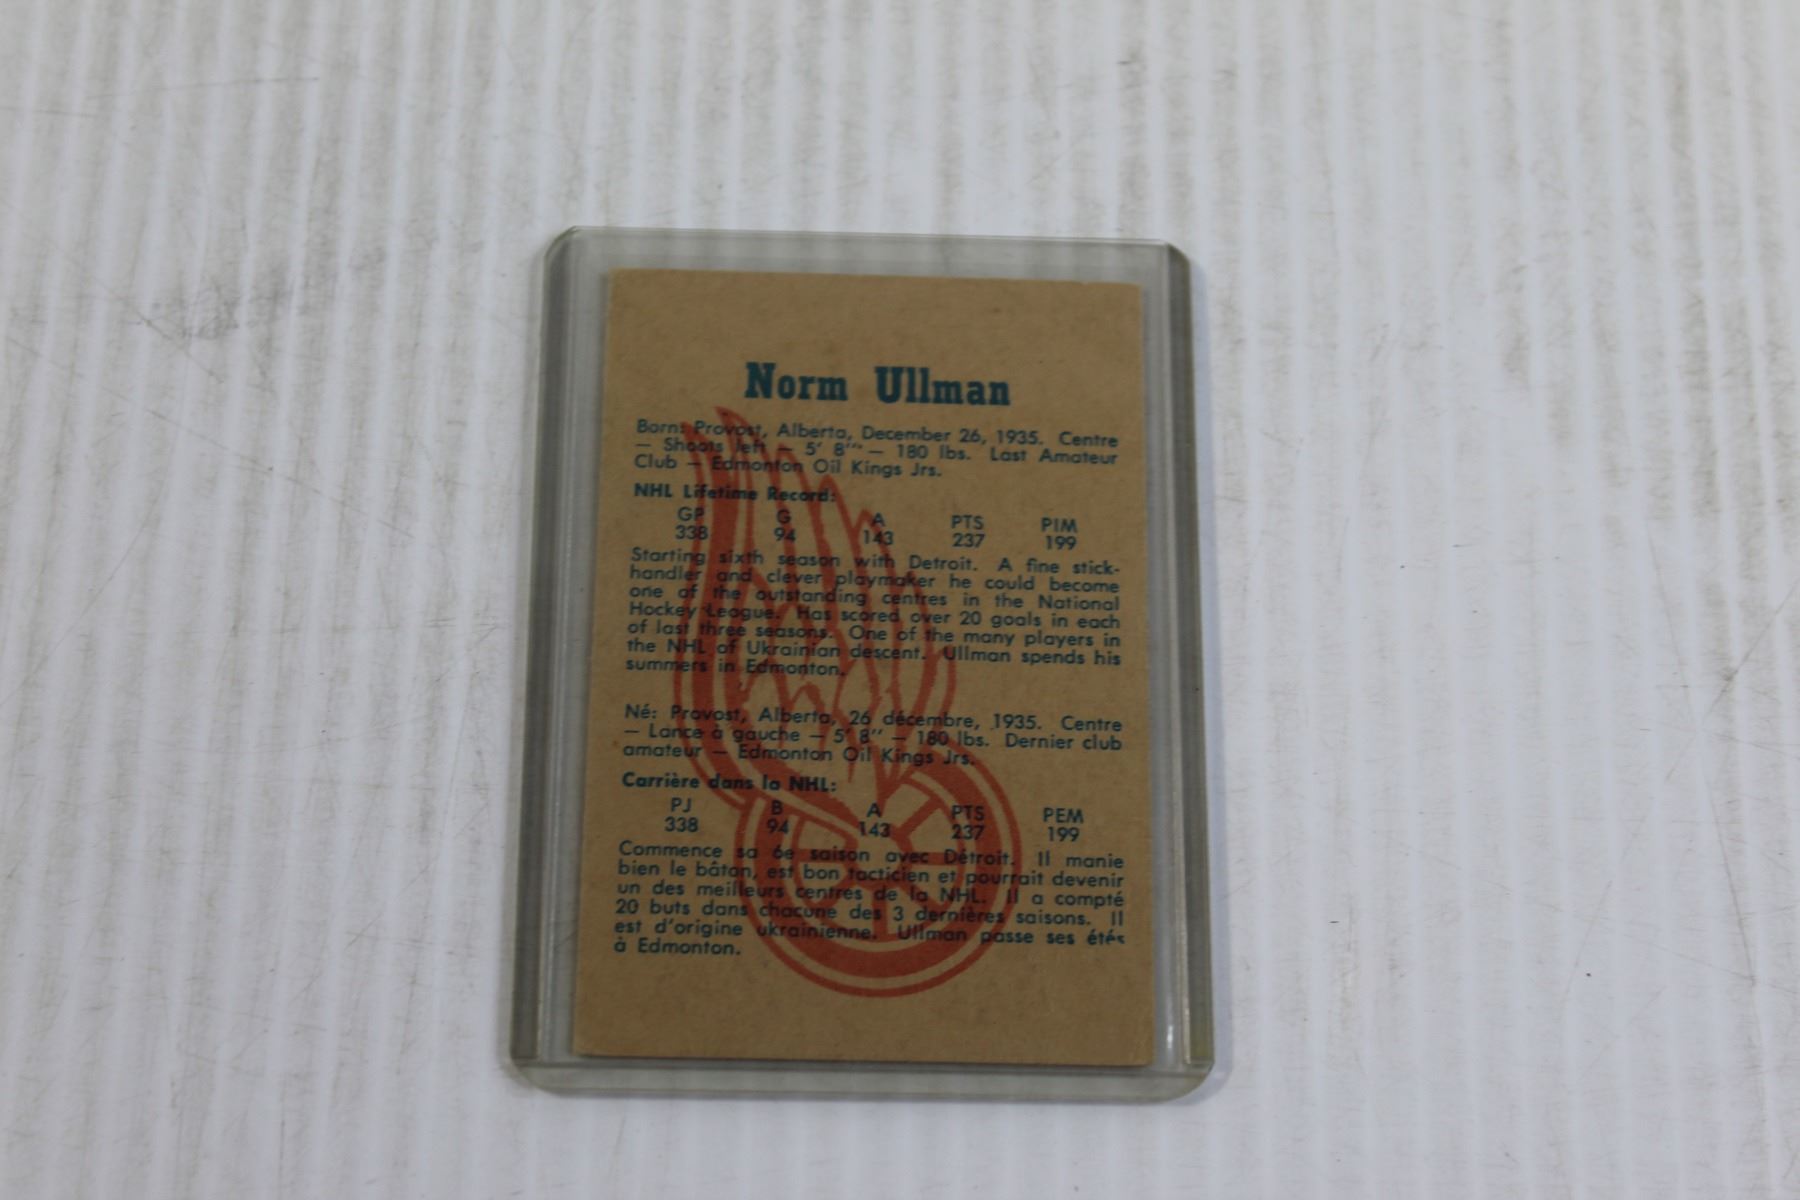 Norm Ullman
Born: Provost, Alberta, December 26, 1935. Centre
— Shoots left — 5' 8''' — 180 lbs. Last Amateur
Club — Edmonton Oil Kings Jrs.
NHL Lifetime Record:
GP G A PTS PIM
338 94 143 237 199
Starting sixth season with Detroit. A fine stick-
handler and clever playmaker he could become
one of the outstanding centres in the National
Hockey League. Has scored over 20 goals in each
of last three seasons. One of the many players in
the NHL of Ukrainian descent. Ullman spends his
summers in Edmonton.
Né: Provost, Alberta, 26 décembre, 1935. Centre
— Lance à gauche — 5' 8'' — 180 lbs. Dernier club
amateur — Edmonton Oil Kings Jrs.
Carrière dans la NHL:
PJ B A PTS PEM
338 94 143 237 199
Commence sa 6e saison avec Détroit. Il manie
bien le bâton, est bon tacticien et pourrait devenir
un des meilleurs centres de la NHL. Il a compté
20 buts dans chacune des 3 dernières saisons. Il
est d'origine ukrainienne. Ullman passe ses étés
à Edmonton.